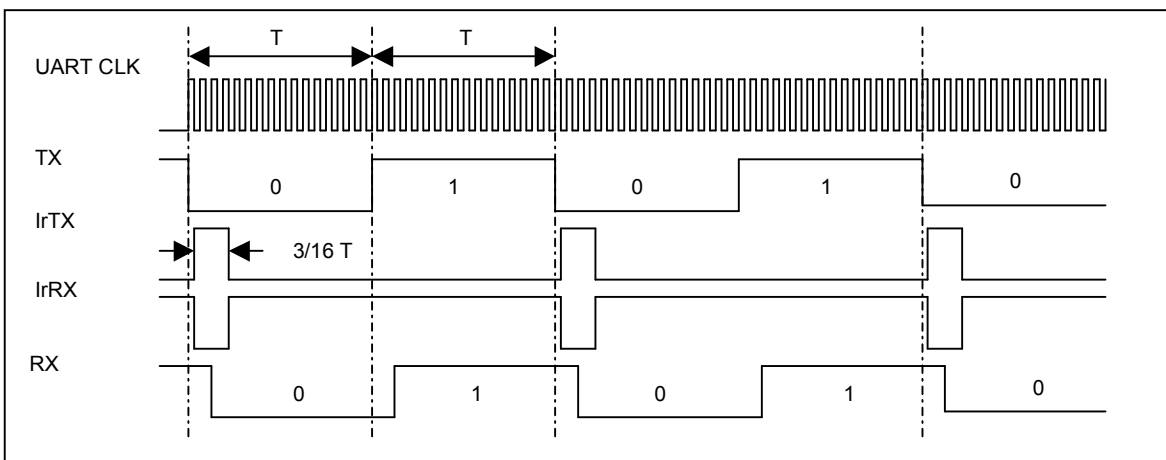 T T
UART CLK
TX
0 1 0 1 0
IrTX
3/16 T
IrRX
RX
0 1 0 1 0